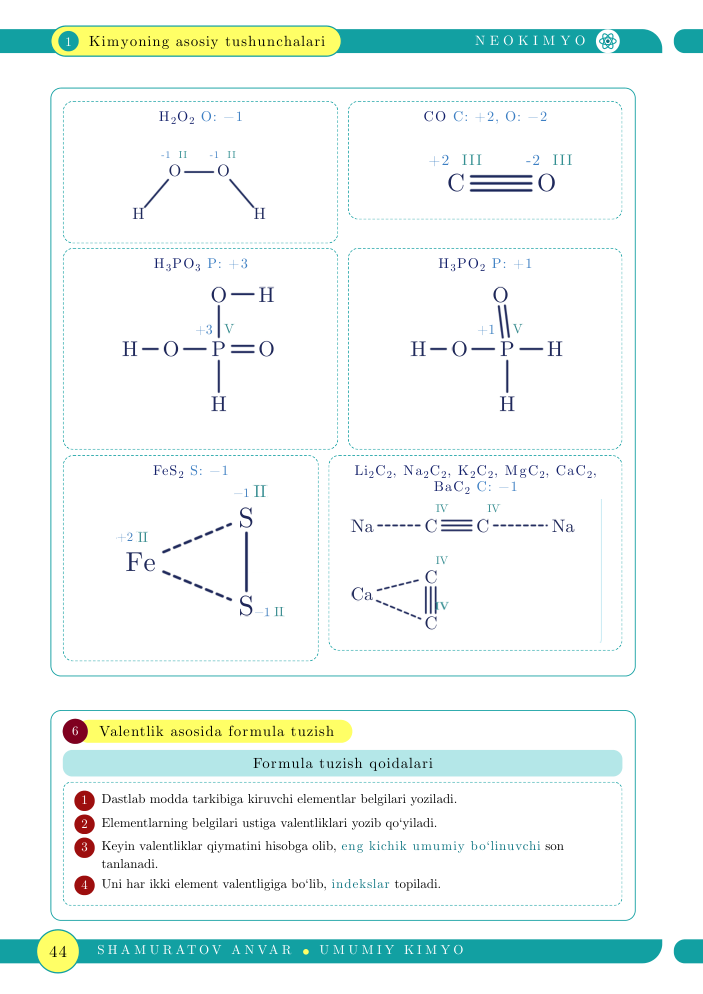 1 Kimyoning asosiy tushunchalari
NEOKIMYO
H₂O₂ O: −1
-1 II -1 II
O O
H H
CO C: +2, O: −2
+2 III -2 III
C O
H₃PO₃ P: +3
O H
+3 V
H O P O
H
H₃PO₂ P: +1
O
+1 V
H O P H
H
FeS₂ S: −1
−1 II
S
+2 II
Fe
S −1 II
Li₂C₂, Na₂C₂, K₂C₂, MgC₂, CaC₂,
BaC₂ C: −1
IV IV
Na C C Na
IV
C
Ca
IV
C
6 Valentlik asosida formula tuzish
Formula tuzish qoidalari
1 Dastlab modda tarkibiga kiruvchi elementlar belgilari yoziladi.
2 Elementlarning belgilari ustiga valentliklari yozib qo‘yiladi.
3 Keyin valentliklar qiymatini hisobga olib, eng kichik umumiy bo‘linuvchi son
tanlanadi.
4 Uni har ikki element valentligiga bo‘lib, indekslar topiladi.
44 SHAMURATOV ANVAR • UMUMIY KIMYO